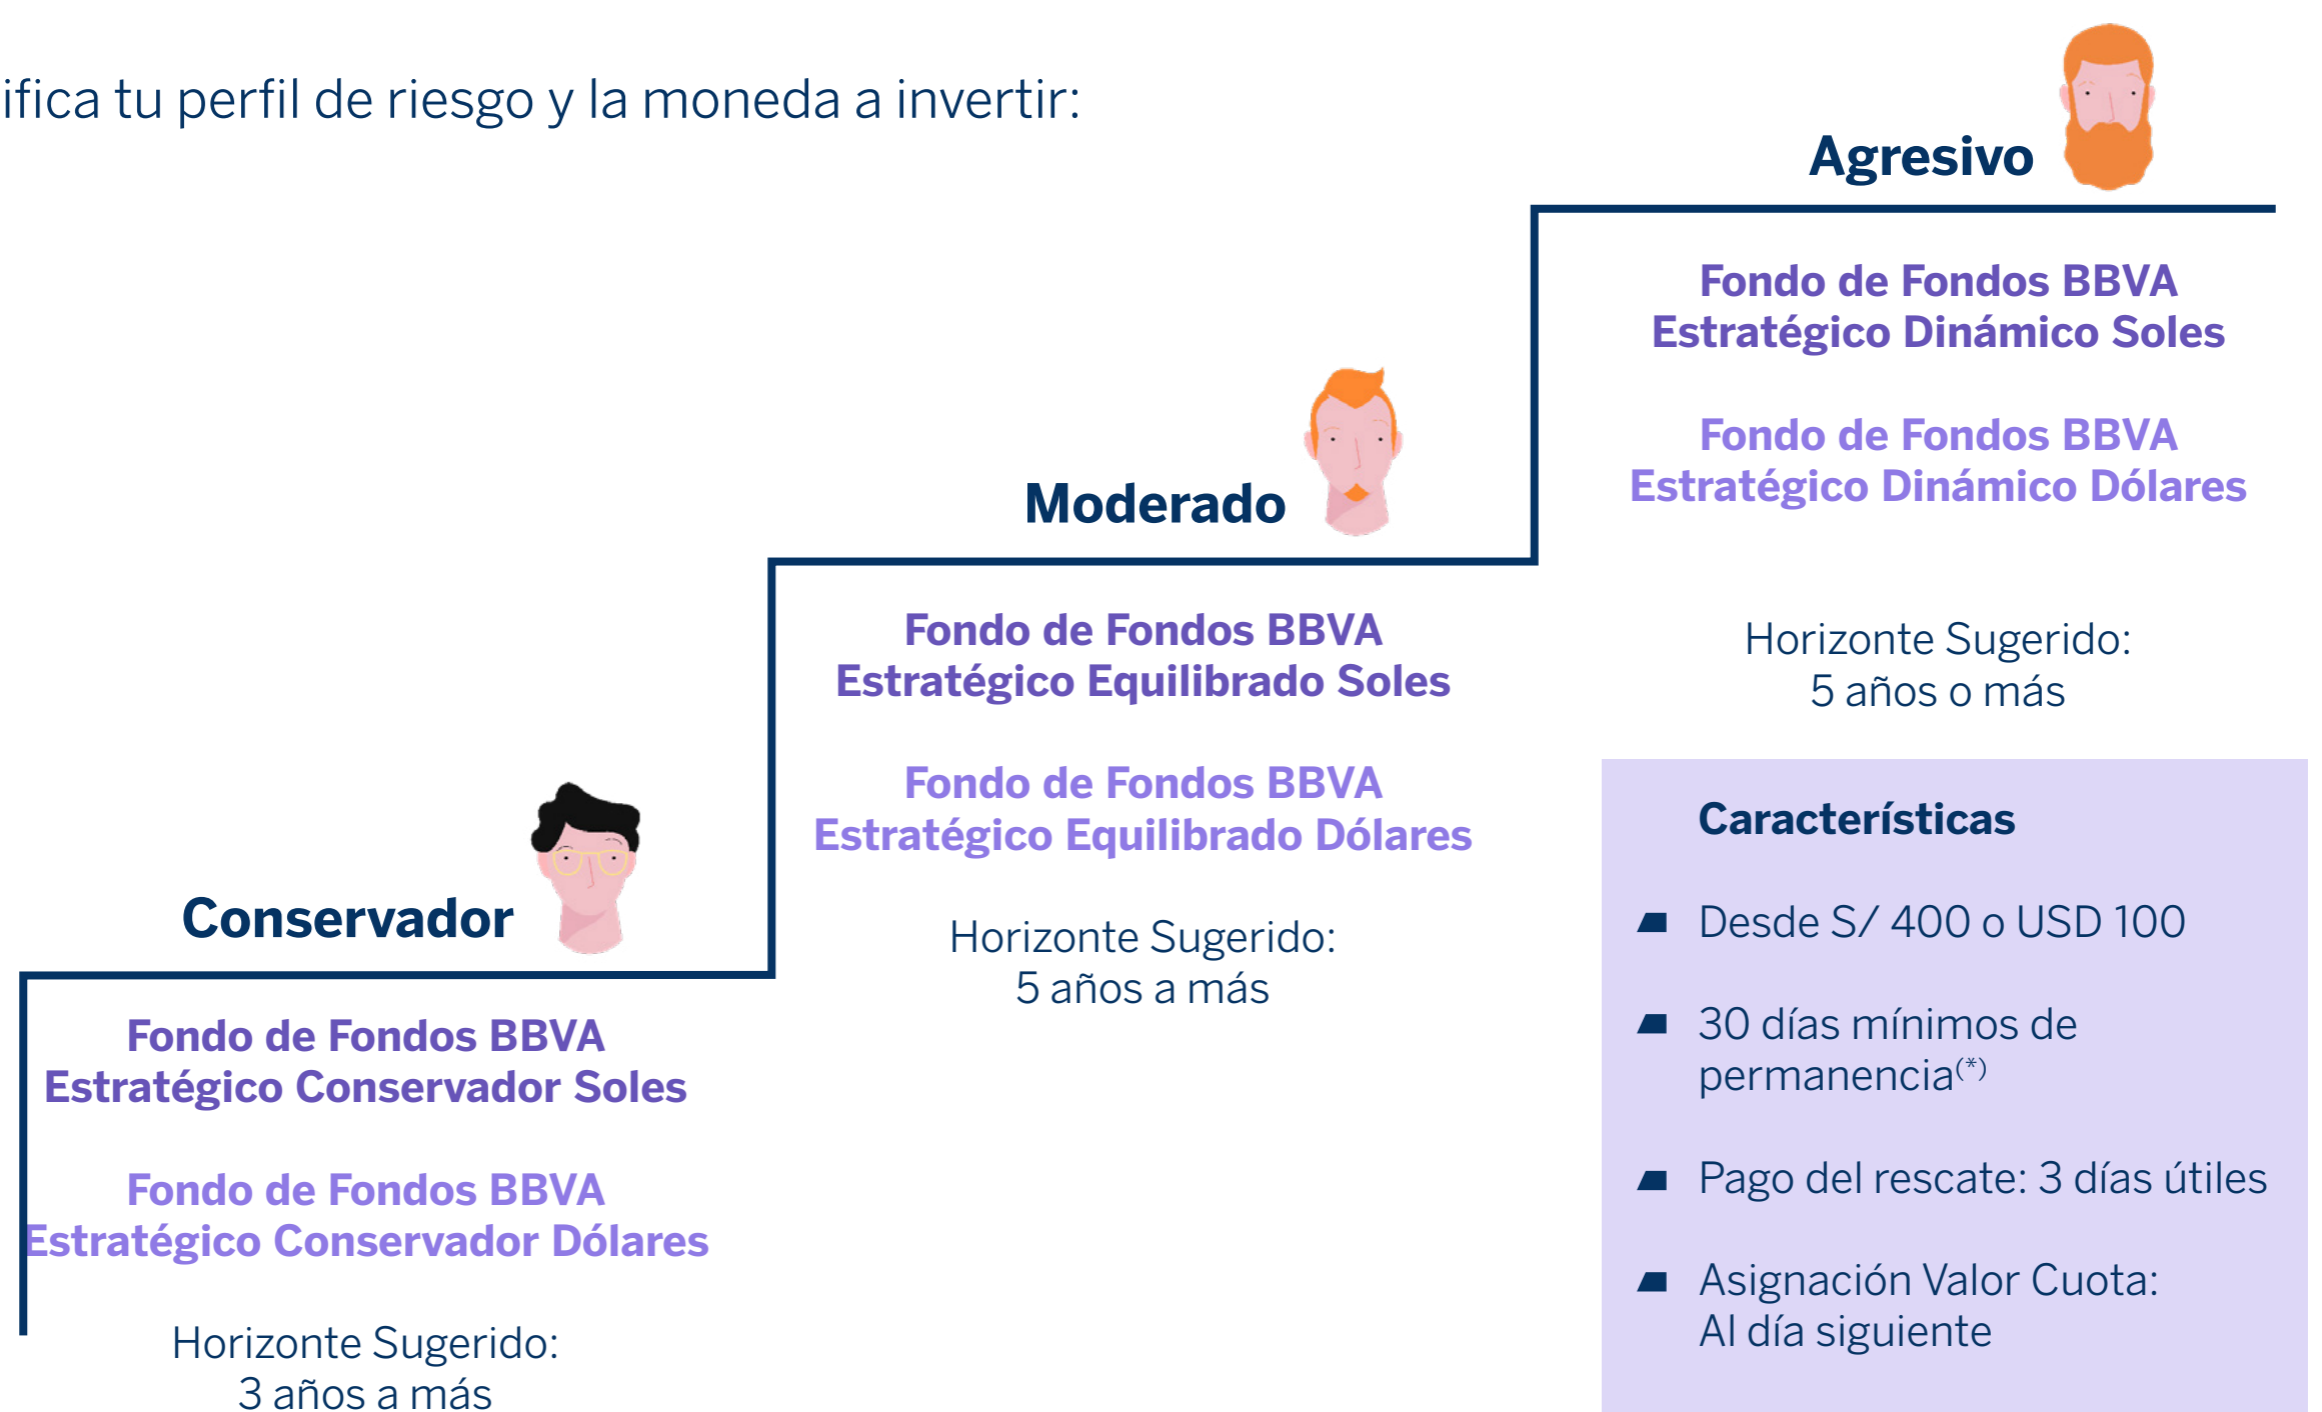 ifica tu perfil de riesgo y la moneda a invertir:
Conservador
Fondo de Fondos BBVA
Estratégico Conservador Soles
Fondo de Fondos BBVA
Estratégico Conservador Dólares
Horizonte Sugerido:
3 años a más
Moderado
Fondo de Fondos BBVA
Estratégico Equilibrado Soles
Fondo de Fondos BBVA
Estratégico Equilibrado Dólares
Horizonte Sugerido:
5 años a más
Agresivo
Fondo de Fondos BBVA
Estratégico Dinámico Soles
Fondo de Fondos BBVA
Estratégico Dinámico Dólares
Horizonte Sugerido:
5 años o más
Características
Desde S/ 400 o USD 100
30 días mínimos de
permanencia(*)
Pago del rescate: 3 días útiles
Asignación Valor Cuota:
Al día siguiente